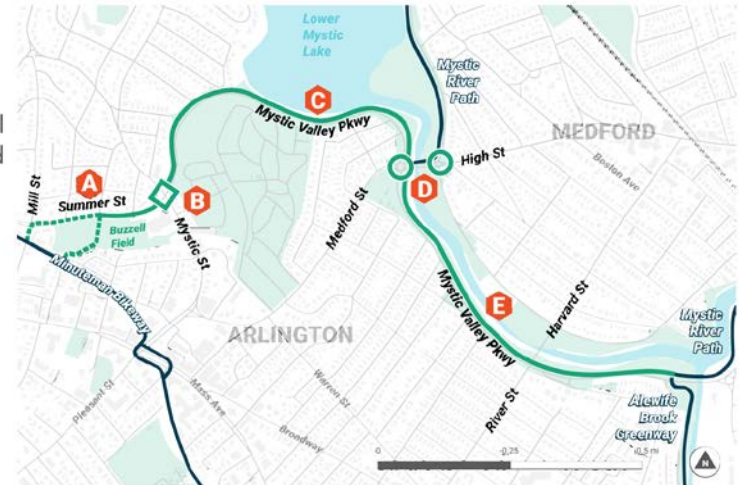 Lower
Mystic
Lake
Mystic
River
Path
C
Mystic Valley Pkwy
MEDFORD
High St
Boston Ave
A
Mill St
Summer St
D
B
Medford St
Buzzell
Field
Mystic St
Minuteman Bikeway
E
Harvard St
Mystic Valley Pkwy
Mystic
River
Path
ARLINGTON
Pleasant St
Mass Ave
Warren St
River St
Alewife
Brook
Greenway
Broadway
0
0.25
0.5 mi
N